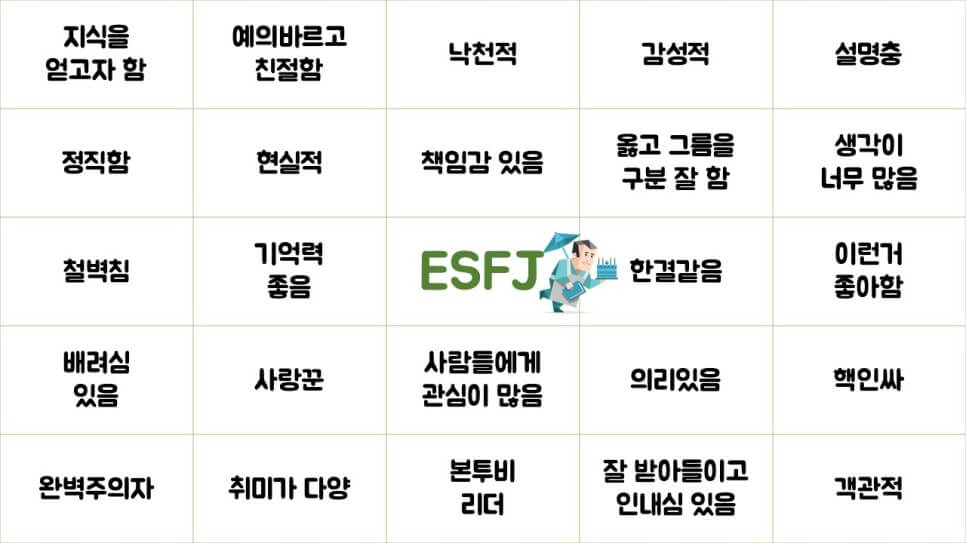 지식을
얻고자 함
예의바르고
친절함
낙천적
감성적
설명충
정직함
현실적
책임감 있음
옳고 그름을
구분 잘 함
생각이
너무 많음
철벽침
기억력
좋음
ESFJ
한결같음
이런거
좋아함
배려심
있음
사랑꾼
사람들에게
관심이 많음
의리있음
핵인싸
완벽주의자
취미가 다양
본투비
리더
잘 받아들이고
인내심 있음
객관적